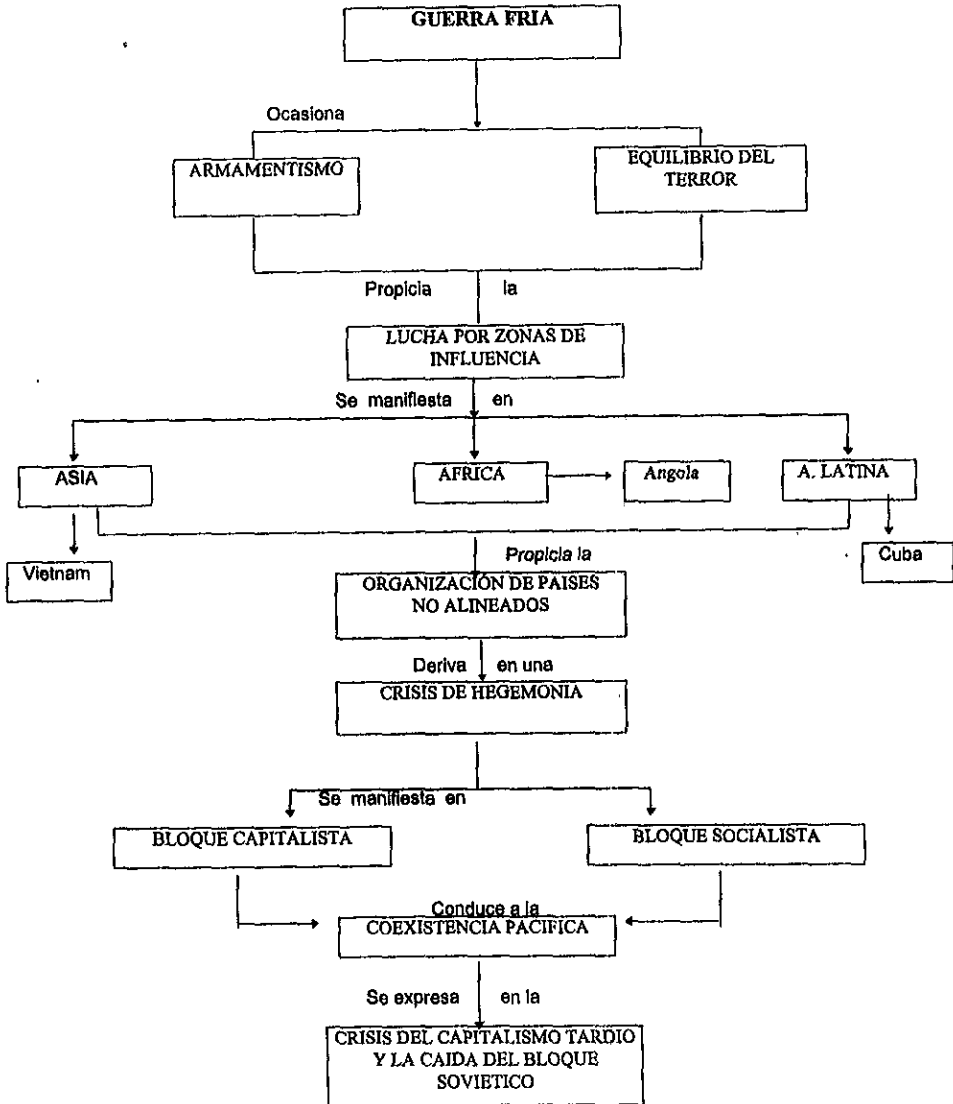 GUERRA FRIA
Ocasiona
ARMAMENTISMO
EQUILIBRIO DEL
TERROR
Propicia la
LUCHA POR ZONAS DE
INFLUENCIA
Se manifiesta en
ASIA
AFRICA
Angola
A. LATINA
Vietnam
Propicia la
Cuba
ORGANIZACIÓN DE PAISES
NO ALINEADOS
Deriva en una
CRISIS DE HEGEMONIA
Se manifiesta en
BLOQUE CAPITALISTA
BLOQUE SOCIALISTA
Conduce a la
COEXISTENCIA PACIFICA
Se expresa en la
CRISIS DEL CAPITALISMO TARDIO
Y LA CAIDA DEL BLOQUE
SOVIETICO